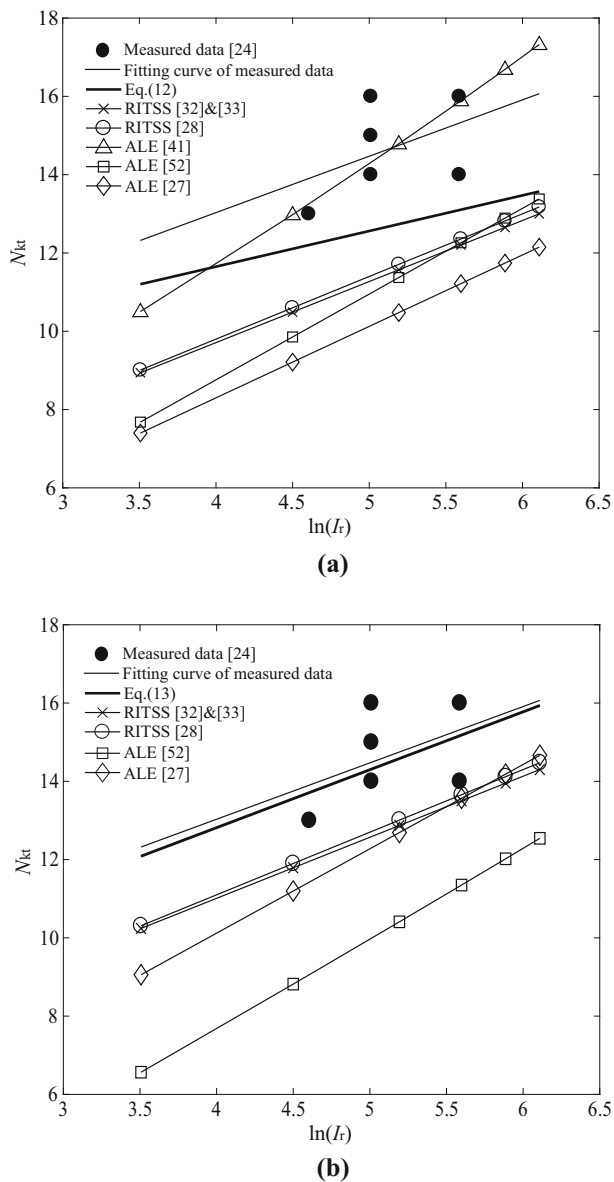 18
16
14
12
10
8
6
N_kt
Measured data [24]
Fitting curve of measured data
Eq.(12)
RITSS [32]&[33]
RITSS [28]
ALE [41]
ALE [52]
ALE [27]
3 3.5 4 4.5 5 5.5 6 6.5
ln(I_r)
(a)
18
16
14
12
10
8
6
N_kt
Measured data [24]
Fitting curve of measured data
Eq.(13)
RITSS [32]&[33]
RITSS [28]
ALE [52]
ALE [27]
3 3.5 4 4.5 5 5.5 6 6.5
ln(I_r)
(b)